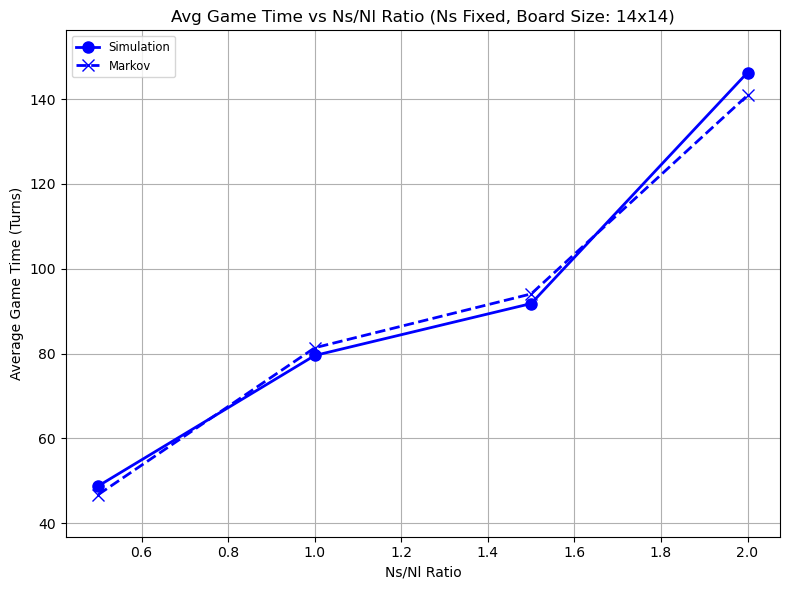 Avg Game Time vs Ns/Nl Ratio (Ns Fixed, Board Size: 14x14)
Simulation
Markov
Average Game Time (Turns)
140
120
100
80
60
40
0.6 0.8 1.0 1.2 1.4 1.6 1.8 2.0
Ns/Nl Ratio